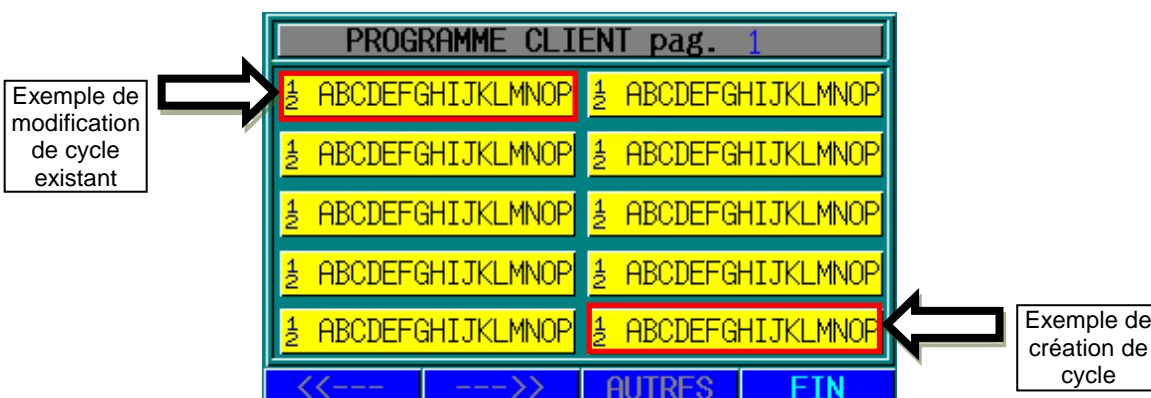 PROGRAMME CLIENT pag. 1
Exemple de
modification
de cycle
existant
1/2 ABCDEFGHIJKLMNOP 1/2 ABCDEFGHIJKLMNOP
1/2 ABCDEFGHIJKLMNOP 1/2 ABCDEFGHIJKLMNOP
1/2 ABCDEFGHIJKLMNOP 1/2 ABCDEFGHIJKLMNOP
1/2 ABCDEFGHIJKLMNOP 1/2 ABCDEFGHIJKLMNOP
1/2 ABCDEFGHIJKLMNOP 1/2 ABCDEFGHIJKLMNOP
Exemple de
création de
cycle
<<--- --->> AUTRES FIN